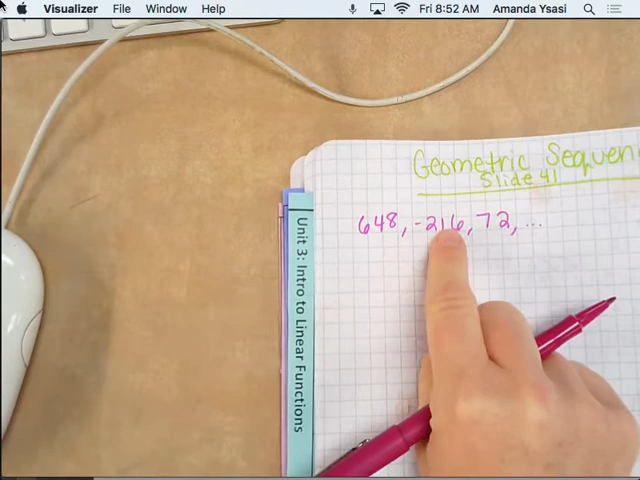 Visualizer File Window Help Fri 8:52 AM Amanda Ysasi
Geometric Sequen
Slide 41
648, -216, 72, ...
Unit 3: Intro to Linear Functions